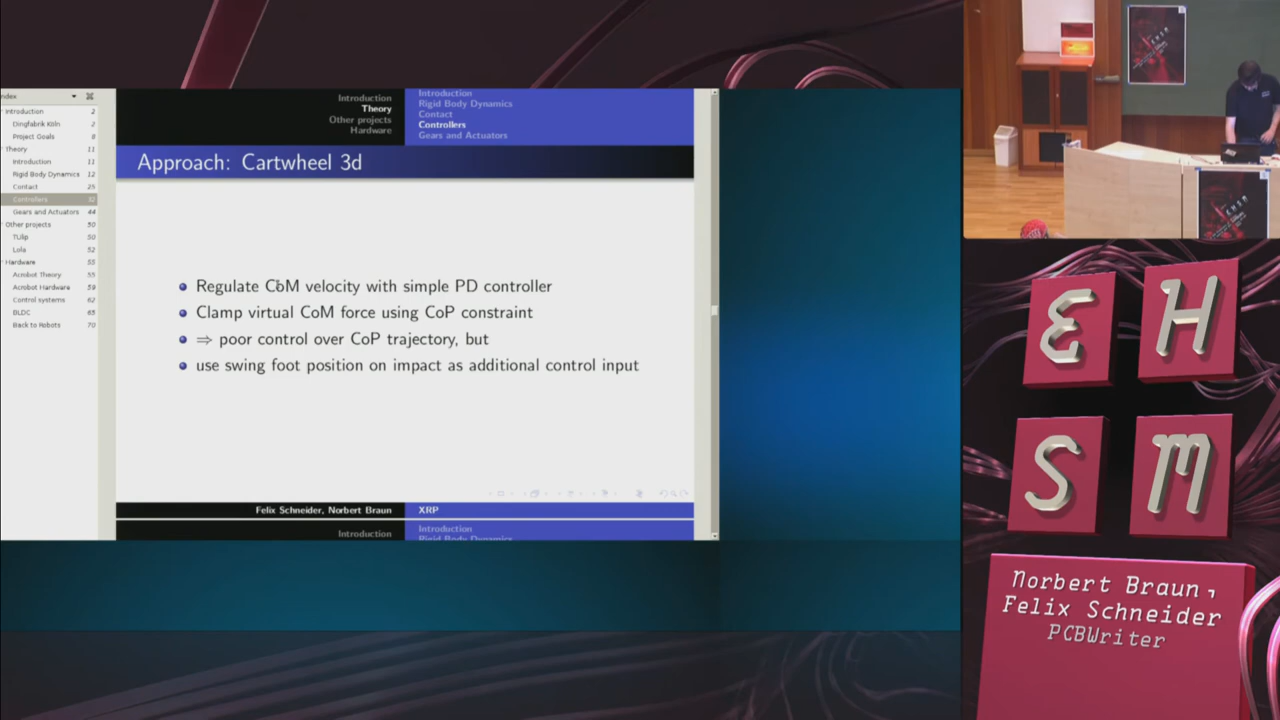 ndex
Introduction 2
Dingfabrik Köln 2
Project Goals 8
Theory 11
Introduction 11
Rigid Body Dynamics 12
Contact 25
Controllers 32
Gears and Actuators 44
Other projects 50
TUlip 50
Lola 52
Hardware 55
Acrobot Theory 55
Acrobot Hardware 59
Control systems 62
BLDC 65
Back to Robots 70
Introduction
Theory
Other projects
Hardware
Introduction
Rigid Body Dynamics
Contact
Controllers
Gears and Actuators
Approach: Cartwheel 3d
Regulate CoM velocity with simple PD controller
Clamp virtual CoM force using CoP constraint
⇒ poor control over CoP trajectory, but
use swing foot position on impact as additional control input
Felix Schneider, Norbert Braun XRP
Introduction
Introduction
Rigid Body Dynamics
EH
SM
Norbert Braun,
Felix Schneider
PCBWriter